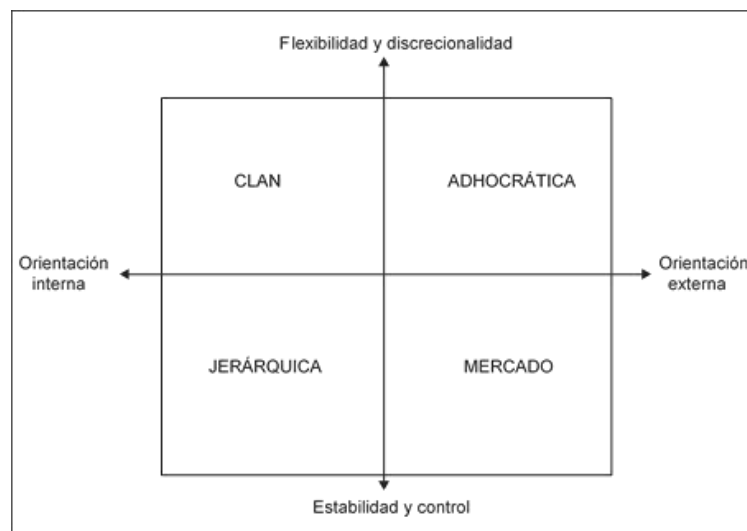 Flexibilidad y discrecionalidad
CLAN
ADHOCRÁTICA
Orientación
interna
Orientación
externa
JERÁRQUICA
MERCADO
Estabilidad y control